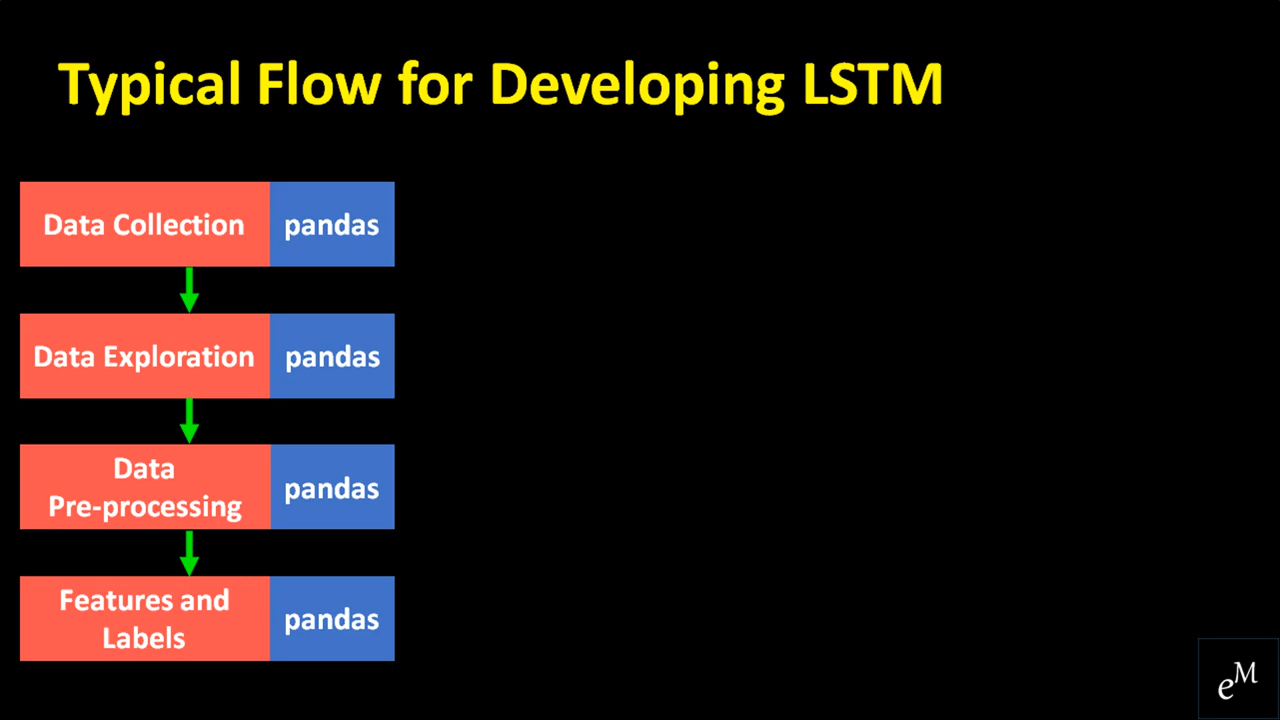 Typical Flow for Developing LSTM
Data Collection
pandas
Data Exploration
pandas
Data
Pre-processing
pandas
Features and
Labels
pandas
eM